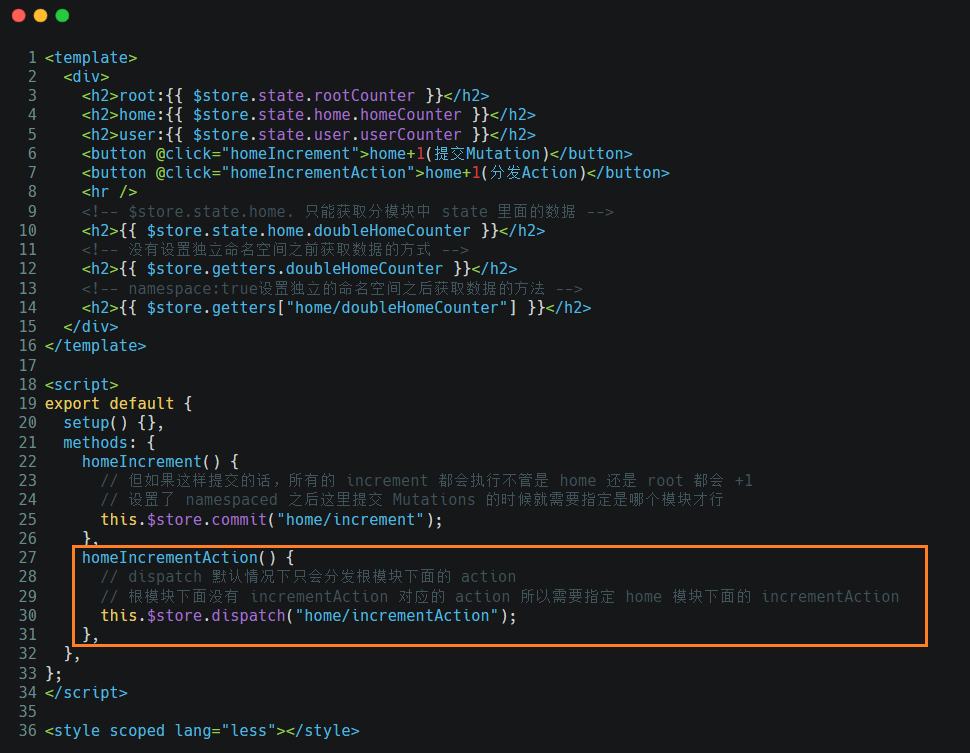 1 <template>
2   <div>
3     <h2>root:{{ $store.state.rootCounter }}</h2>
4     <h2>home:{{ $store.state.home.homeCounter }}</h2>
5     <h2>user:{{ $store.state.user.userCounter }}</h2>
6     <button @click="homeIncrement">home+1(提交Mutation)</button>
7     <button @click="homeIncrementAction">home+1(分发Action)</button>
8     <hr />
9     <!-- $store.state.home. 只能获取分模块中 state 里面的数据 -->
10     <h2>{{ $store.state.home.doubleHomeCounter }}</h2>
11     <!-- 没有设置独立命名空间之前获取数据的方式 -->
12     <h2>{{ $store.getters.doubleHomeCounter }}</h2>
13     <!-- namespace:true设置独立的命名空间之后获取数据的方法 -->
14     <h2>{{ $store.getters["home/doubleHomeCounter"] }}</h2>
15   </div>
16 </template>
17
18 <script>
19 export default {
20   setup() {},
21   methods: {
22     homeIncrement() {
23       // 但如果这样提交的话，所有的 increment 都会执行不管是 home 还是 root 都会 +1
24       // 设置了 namespaced 之后这里提交 Mutations 的时候就需要指定是哪个模块才行
25       this.$store.commit("home/increment");
26     },
27     homeIncrementAction() {
28       // dispatch 默认情况下只会分发根模块下面的 action
29       // 根模块下面没有 incrementAction 对应的 action 所以需要指定 home 模块下面的 incrementAction
30       this.$store.dispatch("home/incrementAction");
31     },
32   },
33 };
34 </script>
35
36 <style scoped lang="less"></style>